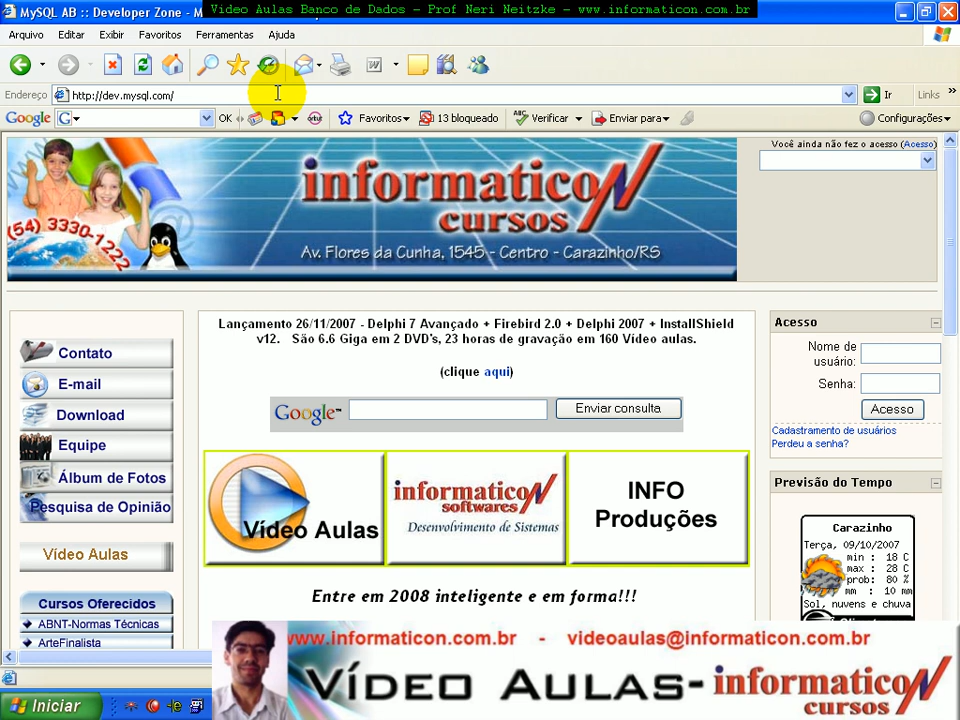 MySQL AB :: Developer Zone - M
Video Aulas Banco de Dados - Prof Neri Neitzke - www.informaticon.com.br
Arquivo Editar Exibir Favoritos Ferramentas Ajuda
Endereço http://dev.mysql.com/ Ir Links »
Google G OK Favoritos 13 bloqueado ABC Verificar Enviar para Configurações
Você ainda não fez o acesso (Acesso)
informaticon
cursos
(54) 3330-1222
Av. Flores da Cunha, 1545 - Centro - Carazinho/RS
Lançamento 26/11/2007 - Delphi 7 Avançado + Firebird 2.0 + Delphi 2007 + InstallShield
v12. São 6.6 Giga em 2 DVD's, 23 horas de gravação em 160 Vídeo aulas.
(clique aqui)
Google™ Enviar consulta
Contato
E-mail
Download
Equipe
Álbum de Fotos
Pesquisa de Opinião
Vídeo Aulas
Cursos Oferecidos
ABNT-Normas Técnicas
ArteFinalista
Vídeo Aulas
informaticon
softwares
Desenvolvimento de Sistemas
INFO
Produções
Entre em 2008 inteligente e em forma!!!
Acesso
Nome de
usuário:
Senha:
Acesso
Cadastramento de usuários
Perdeu a senha?
Previsão do Tempo
Carazinho
Terça, 09/10/2007
min : 18 C
max : 28 C
prob: 80 %
mm : 10 mm
Sol, nuvens e chuva
www.informaticon.com.br - videoaulas@informaticon.com.br
Vídeo Aulas- informaticon
cursos
Iniciar